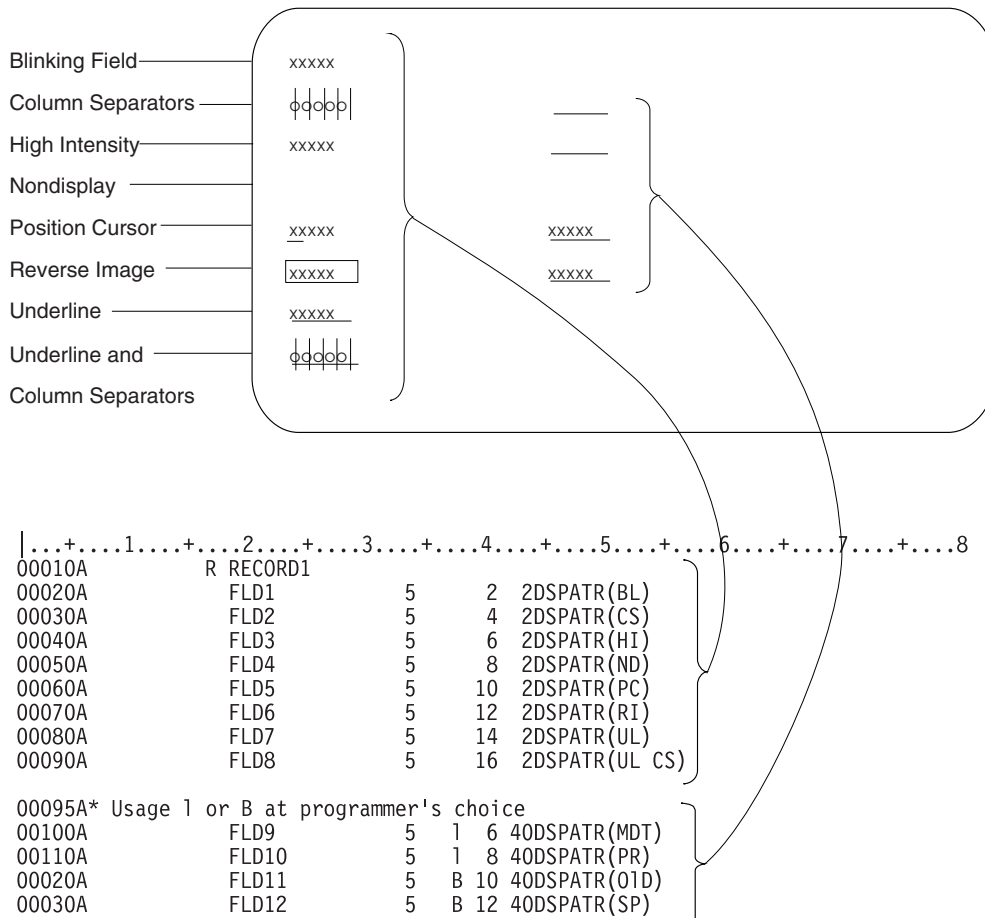 Blinking Field xxxxx
Column Separators ooooo
High Intensity xxxxx
Nondisplay
Position Cursor xxxxx xxxxx
Reverse Image xxxxx xxxxx
Underline xxxxx
Underline and ooooo
Column Separators
|...+....1....+....2....+....3....+....4....+....5....+....6....+....7....+....8
00010A R RECORD1
00020A FLD1 5 2 2DSPATR(BL)
00030A FLD2 5 4 2DSPATR(CS)
00040A FLD3 5 6 2DSPATR(HI)
00050A FLD4 5 8 2DSPATR(ND)
00060A FLD5 5 10 2DSPATR(PC)
00070A FLD6 5 12 2DSPATR(RI)
00080A FLD7 5 14 2DSPATR(UL)
00090A FLD8 5 16 2DSPATR(UL CS)
00095A* Usage l or B at programmer's choice
00100A FLD9 5 l 6 40DSPATR(MDT)
00110A FLD10 5 l 8 40DSPATR(PR)
00020A FLD11 5 B 10 40DSPATR(OlD)
00030A FLD12 5 B 12 40DSPATR(SP)